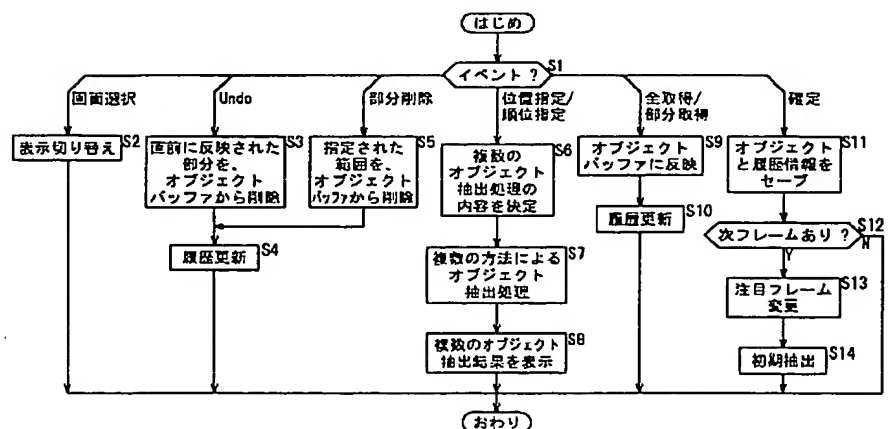 はじめ
イベント？ S1
画面選択
Undo
部分削除
位置指定/
順位指定
全取得/
部分取得
確定
表示切り替え S2
直前に反映された
部分を、
オブジェクト
バッファから削除
S3
指定された
範囲を、
オブジェクト
バッファから削除
S5
複数の
オブジェクト
抽出処理の
内容を決定
S6
オブジェクト
バッファに反映
S9
オブジェクト
と履歴情報を
セーブ
S11
履歴更新 S4
履歴更新 S10
次フレームあり？ S12
N
Y
複数の方法による
オブジェクト
抽出処理
S7
注目フレーム
変更
S13
複数のオブジェクト
抽出結果を表示
S8
初期抽出 S14
おわり